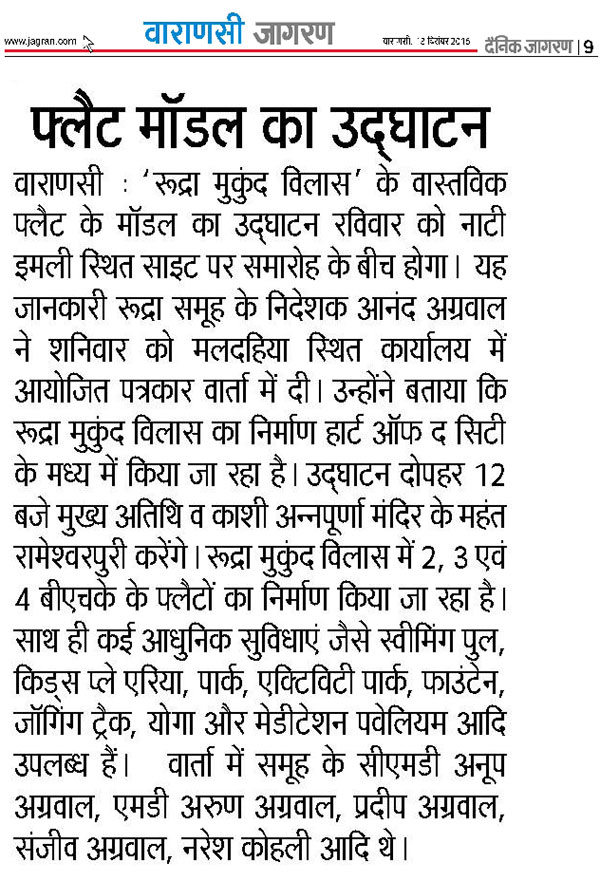 www.jagran.com वाराणसी जागरण वाराणसी, 12 दिसंबर 2016 दैनिक जागरण | 9
फ्लैट मॉडल का उद्घाटन
वाराणसी : ‘रूद्रा मुकुंद विलास’ के वास्तविक
फ्लैट के मॉडल का उद्घाटन रविवार को नाटी
इमली स्थित साइट पर समारोह के बीच होगा। यह
जानकारी रूद्रा समूह के निदेशक आनंद अग्रवाल
ने शनिवार को मलदहिया स्थित कार्यालय में
आयोजित पत्रकार वार्ता में दी। उन्होंने बताया कि
रूद्रा मुकुंद विलास का निर्माण हार्ट ऑफ द सिटी
के मध्य में किया जा रहा है। उद्घाटन दोपहर 12
बजे मुख्य अतिथि व काशी अन्नपूर्णा मंदिर के महंत
रामेश्वरपुरी करेंगे। रूद्रा मुकुंद विलास में 2, 3 एवं
4 बीएचके के फ्लैटों का निर्माण किया जा रहा है।
साथ ही कई आधुनिक सुविधाएं जैसे स्वीमिंग पुल,
किड्स प्ले एरिया, पार्क, एक्टिविटी पार्क, फाउंटेन,
जॉगिंग ट्रैक, योगा और मेडीटेशन पवेलियम आदि
उपलब्ध हैं। वार्ता में समूह के सीएमडी अनूप
अग्रवाल, एमडी अरुण अग्रवाल, प्रदीप अग्रवाल,
संजीव अग्रवाल, नरेश कोहली आदि थे।